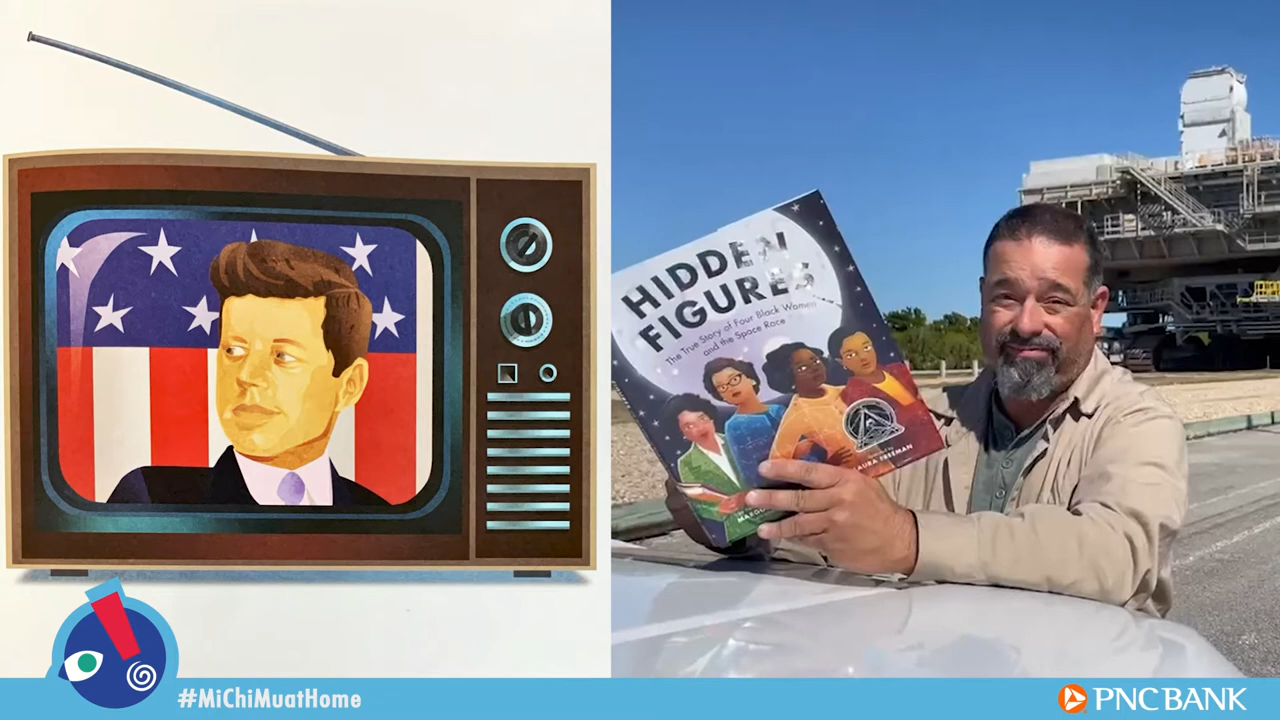 HIDDEN
FIGURES
The True Story of Four Black Women
and the Space Race
LAURA FREEMAN
#MiChiMuatHome
PNC BANK